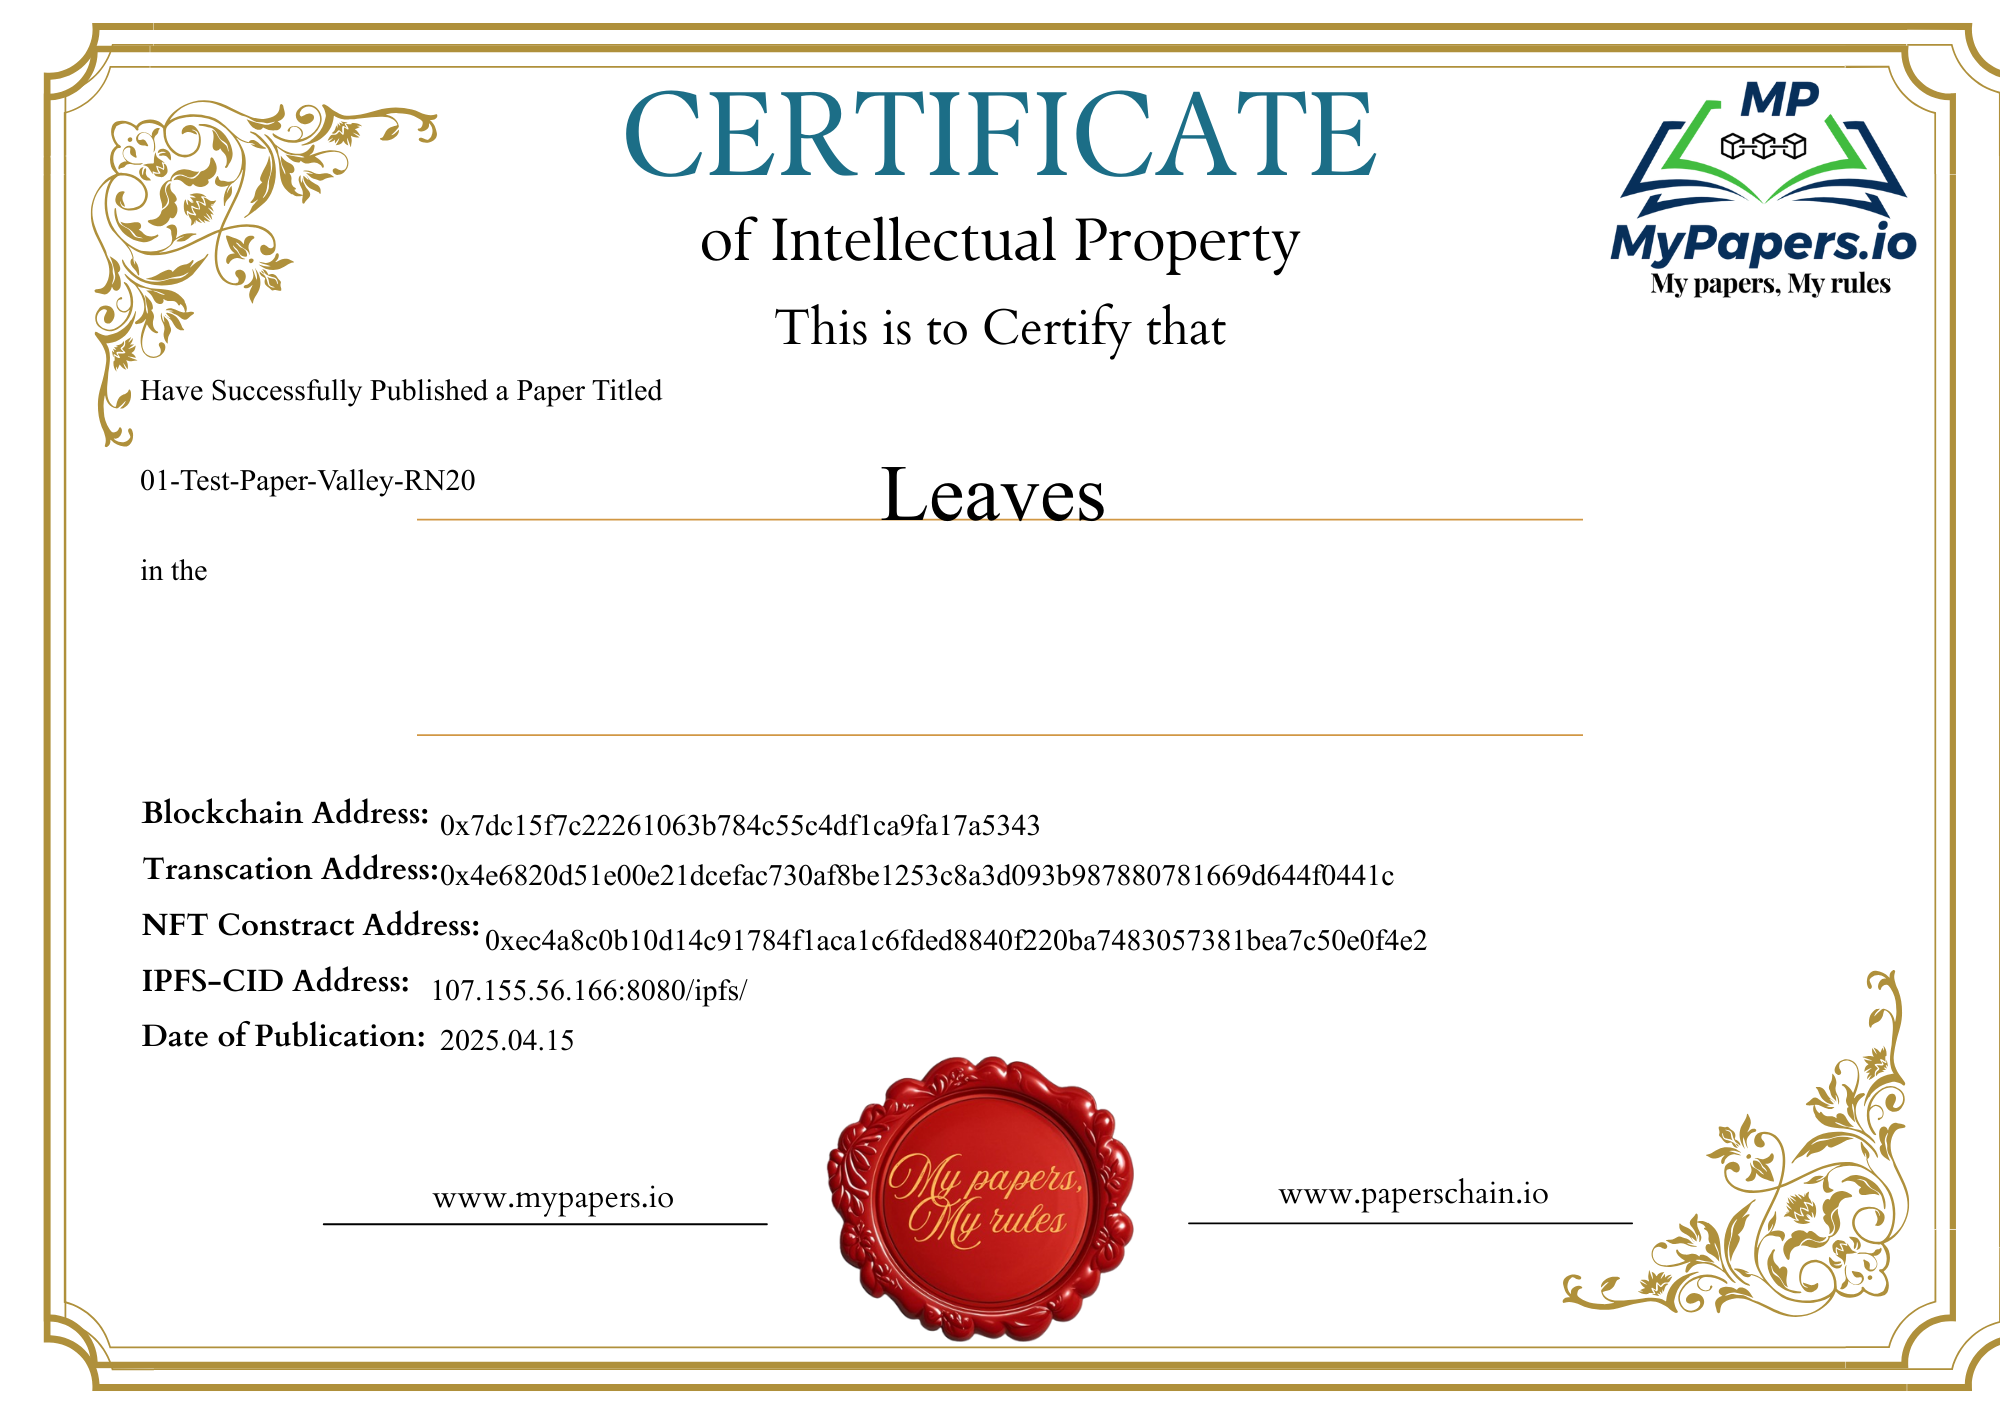 CERTIFICATE
MP
MyPapers.io
My papers, My rules
of Intellectual Property
This is to Certify that
Have Successfully Published a Paper Titled
01-Test-Paper-Valley-RN20
Leaves
in the
Blockchain Address: 0x7dc15f7c22261063b784c55c4df1ca9fa17a5343
Transcation Address:0x4e6820d51e00e21dcefac730af8be1253c8a3d093b987880781669d644f0441c
NFT Constract Address: 0xec4a8c0b10d14c91784f1aca1c6fded8840f220ba7483057381bea7c50e0f4e2
IPFS-CID Address: 107.155.56.166:8080/ipfs/
Date of Publication: 2025.04.15
My papers,
My rules
www.mypapers.io
www.paperschain.io